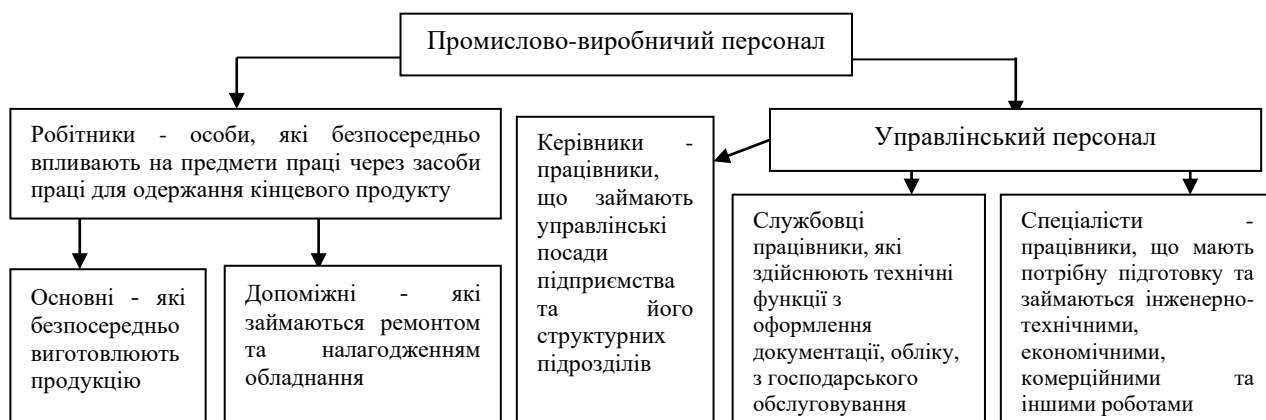 Промислово-виробничий персонал
Робітники - особи, які безпосередньо
впливають на предмети праці через засоби
праці для одержання кінцевого продукту
Управлінський персонал
Основні - які
безпосередньо
виготовлюють
продукцію
Допоміжні - які
займаються ремонтом
та налагодженням
обладнання
Керівники -
працівники,
що займають
управлінські
посади
підприємства
та його
структурних
підрозділів
Службовці
працівники, які
здійснюють технічні
функції з
оформлення
документації, обліку,
з господарського
обслуговування
Спеціалісти -
працівники, що мають
потрібну підготовку та
займаються інженерно-
технічними,
економічними,
комерційними та
іншими роботами